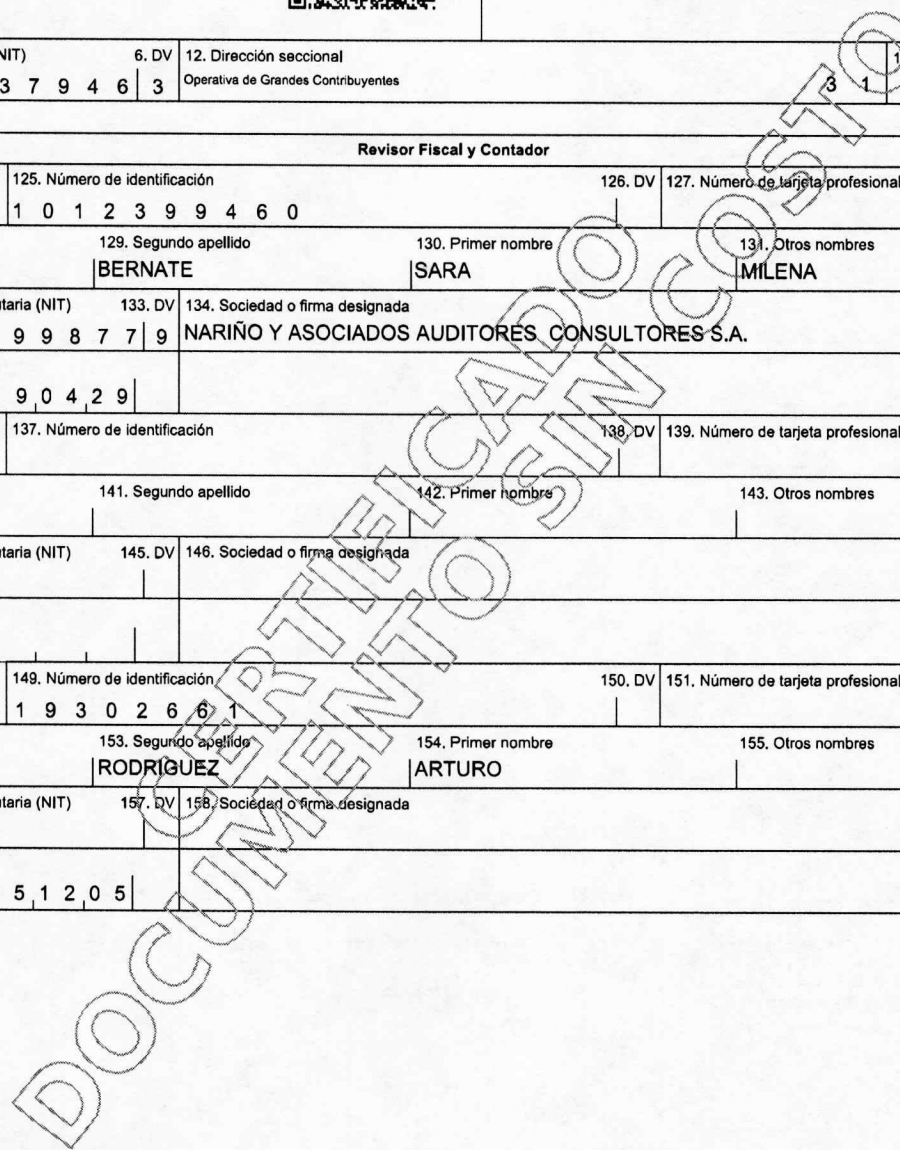 NIT) 6. DV 12. Dirección seccional
3 7 9 4 6 3 Operativa de Grandes Contribuyentes 3 1
Revisor Fiscal y Contador
125. Número de identificación 126. DV 127. Número de tarjeta profesional
1 0 1 2 3 9 9 4 6 0
129. Segundo apellido 130. Primer nombre 131. Otros nombres
BERNATE SARA MILENA
taria (NIT) 133. DV 134. Sociedad o firma designada
9 9 8 7 7 9 NARIÑO Y ASOCIADOS AUDITORES CONSULTORES S.A.
9 0 4 2 9
137. Número de identificación 138. DV 139. Número de tarjeta profesional
141. Segundo apellido 142. Primer nombre 143. Otros nombres
taria (NIT) 145. DV 146. Sociedad o firma designada
149. Número de identificación 150. DV 151. Número de tarjeta profesional
1 9 3 0 2 6 6 1
153. Segundo apellido 154. Primer nombre 155. Otros nombres
RODRIGUEZ ARTURO
taria (NIT) 157. DV 158. Sociedad o firma designada
5 1 2 0 5
CERTIFICADO
DOCUMENTO SIN COSTO